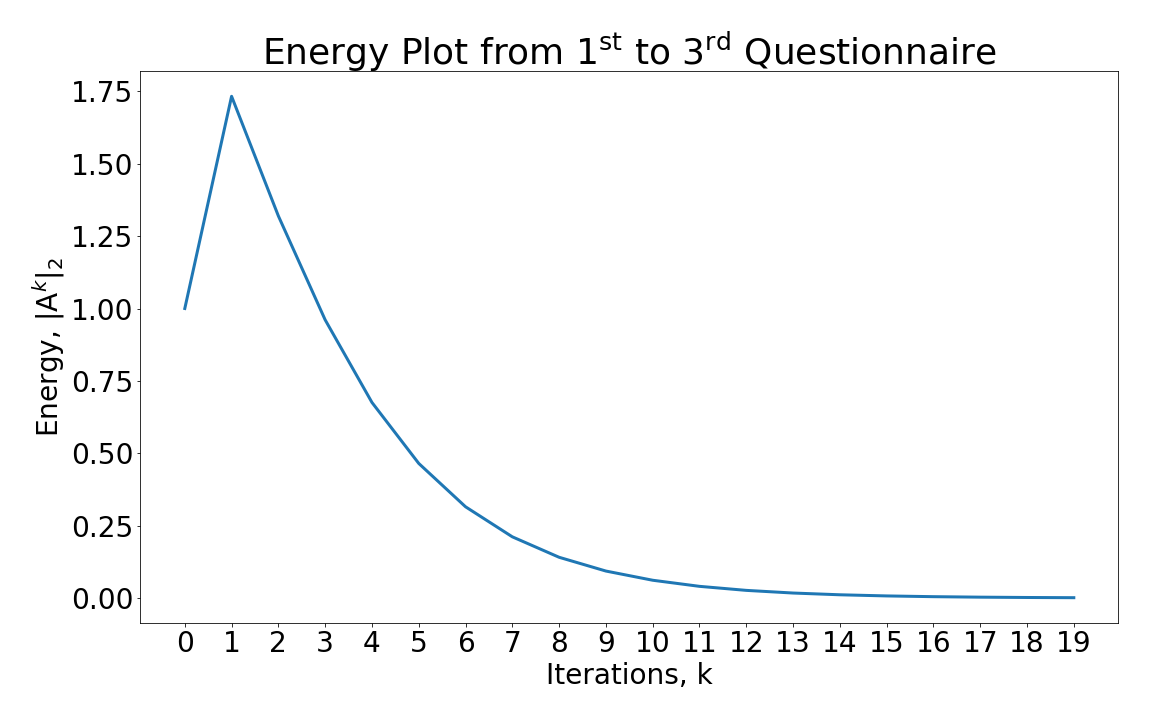 Energy Plot from 1st to 3rd Questionnaire
Energy, |A^k|_2
1.75
1.50
1.25
1.00
0.75
0.50
0.25
0.00
0 1 2 3 4 5 6 7 8 9 10 11 12 13 14 15 16 17 18 19
Iterations, k